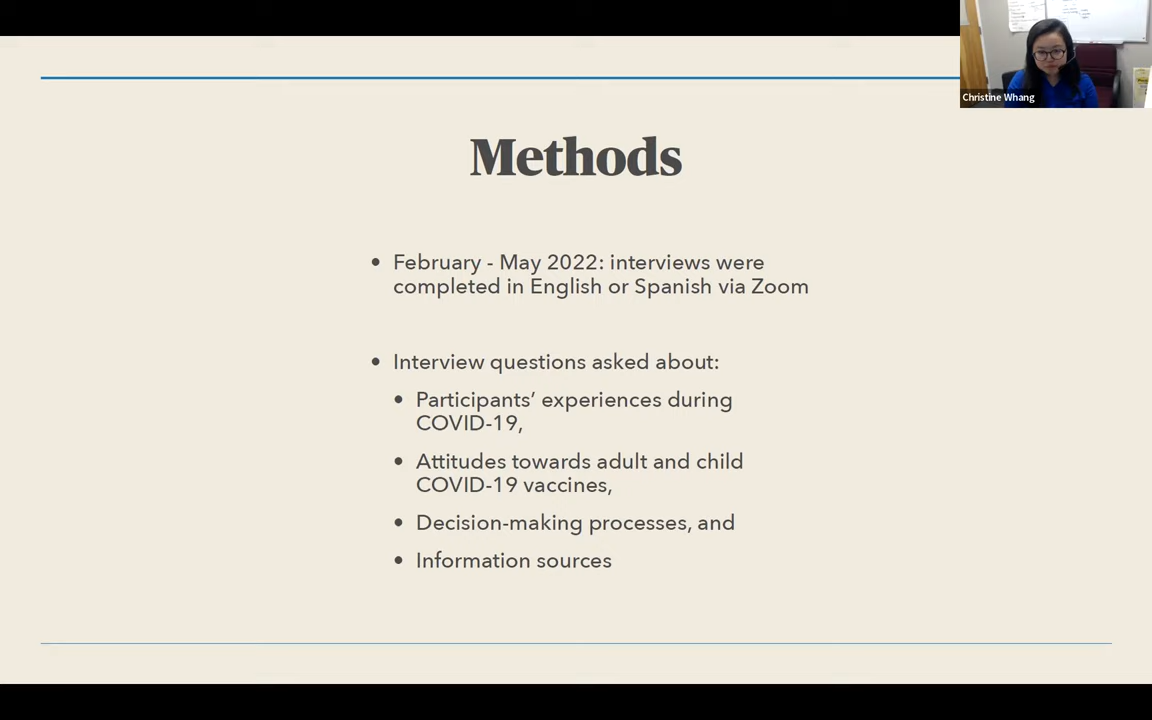 Christine Whang
Methods
• February - May 2022: interviews were
completed in English or Spanish via Zoom
• Interview questions asked about:
• Participants’ experiences during
COVID-19,
• Attitudes towards adult and child
COVID-19 vaccines,
• Decision-making processes, and
• Information sources